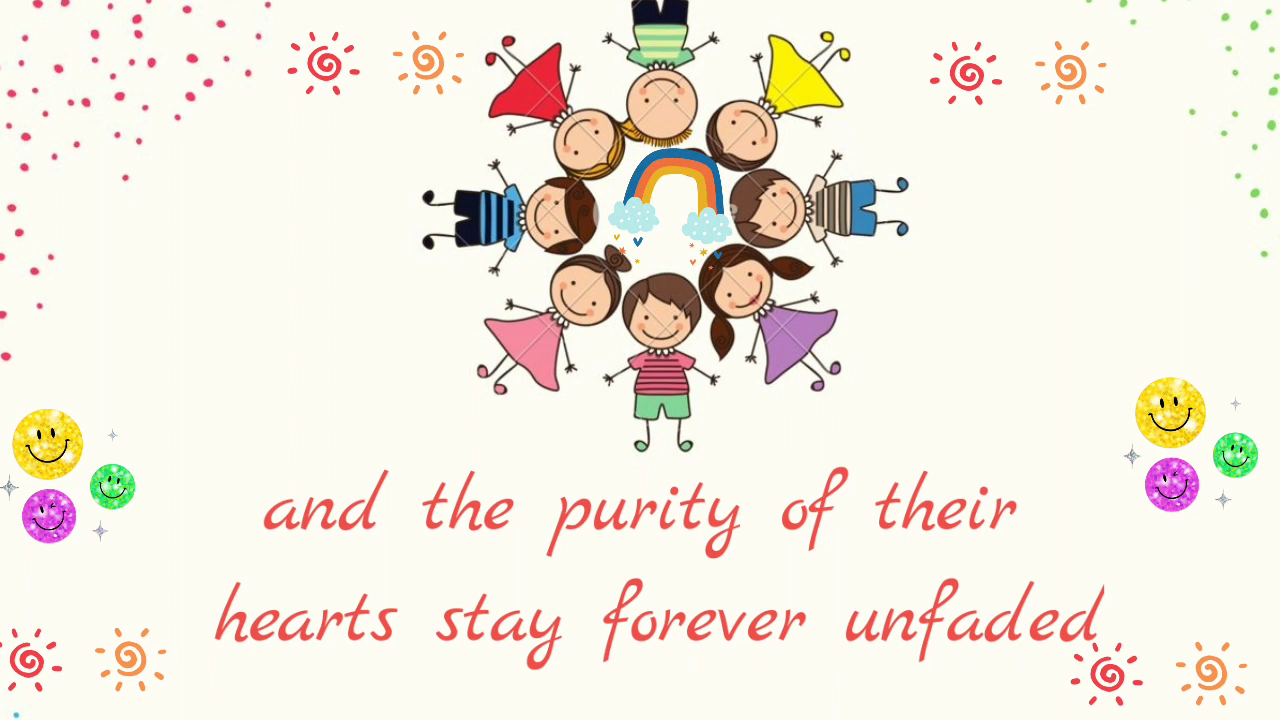 and the purity of their
hearts stay forever unfaded